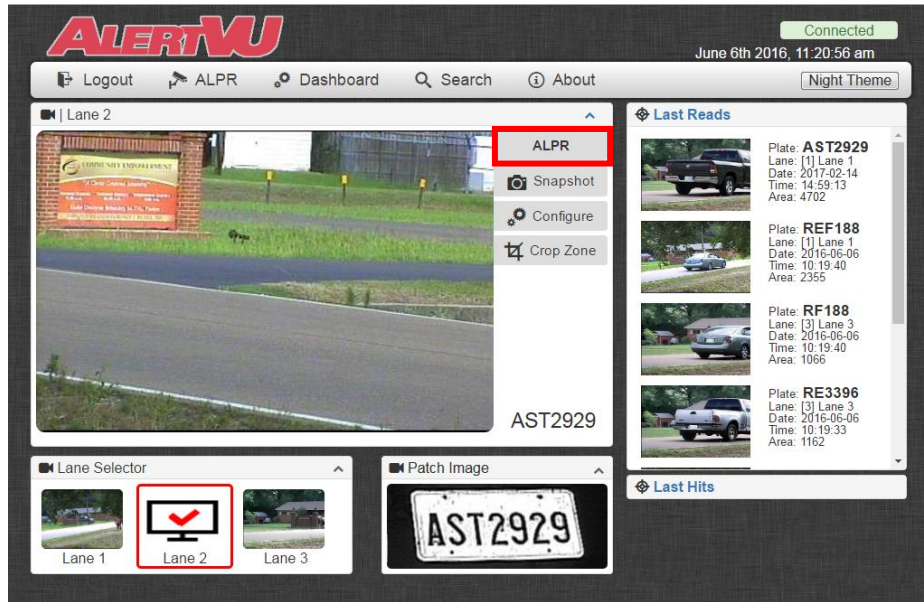 ALERTVU
Connected
June 6th 2016, 11:20:56 am
Logout ALPR Dashboard Search About Night Theme
| Lane 2
COMMUNITY EMPOWERMENT
ALPR
Snapshot
Configure
Crop Zone
AST2929
Last Reads
Plate: AST2929
Lane: [1] Lane 1
Date: 2017-02-14
Time: 14:59:13
Area: 4702
Plate: REF188
Lane: [1] Lane 1
Date: 2016-06-06
Time: 10:19:40
Area: 2355
Plate: RF188
Lane: [3] Lane 3
Date: 2016-06-06
Time: 10:19:40
Area: 1066
Plate: RE3396
Lane: [3] Lane 3
Date: 2016-06-06
Time: 10:19:33
Area: 1162
Last Hits
Lane Selector
Lane 1 Lane 2 Lane 3
Patch Image
AST2929